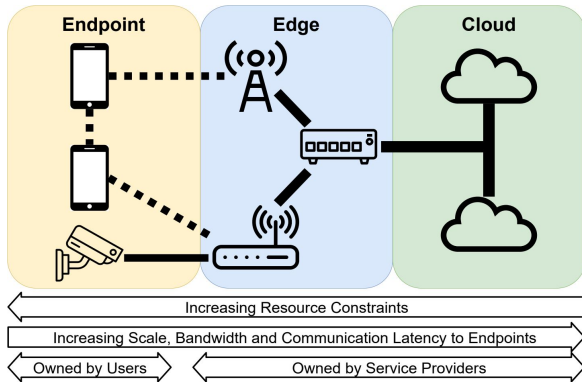 Endpoint
Edge
Cloud
Increasing Resource Constraints
Increasing Scale, Bandwidth and Communication Latency to Endpoints
Owned by Users
Owned by Service Providers